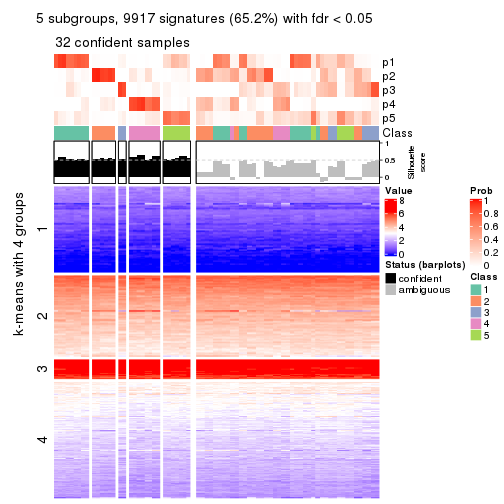 5 subgroups, 9917 signatures (65.2%) with fdr < 0.05
32 confident samples
p1
p2
p3
p4
p5
Class
1
0.5
0
Silhouette
score
k-means with 4 groups
1
2
3
4
Value
8
6
4
2
0
Status (barplots)
confident
ambiguous
Prob
1
0.8
0.6
0.4
0.2
0
Class
1
2
3
4
5